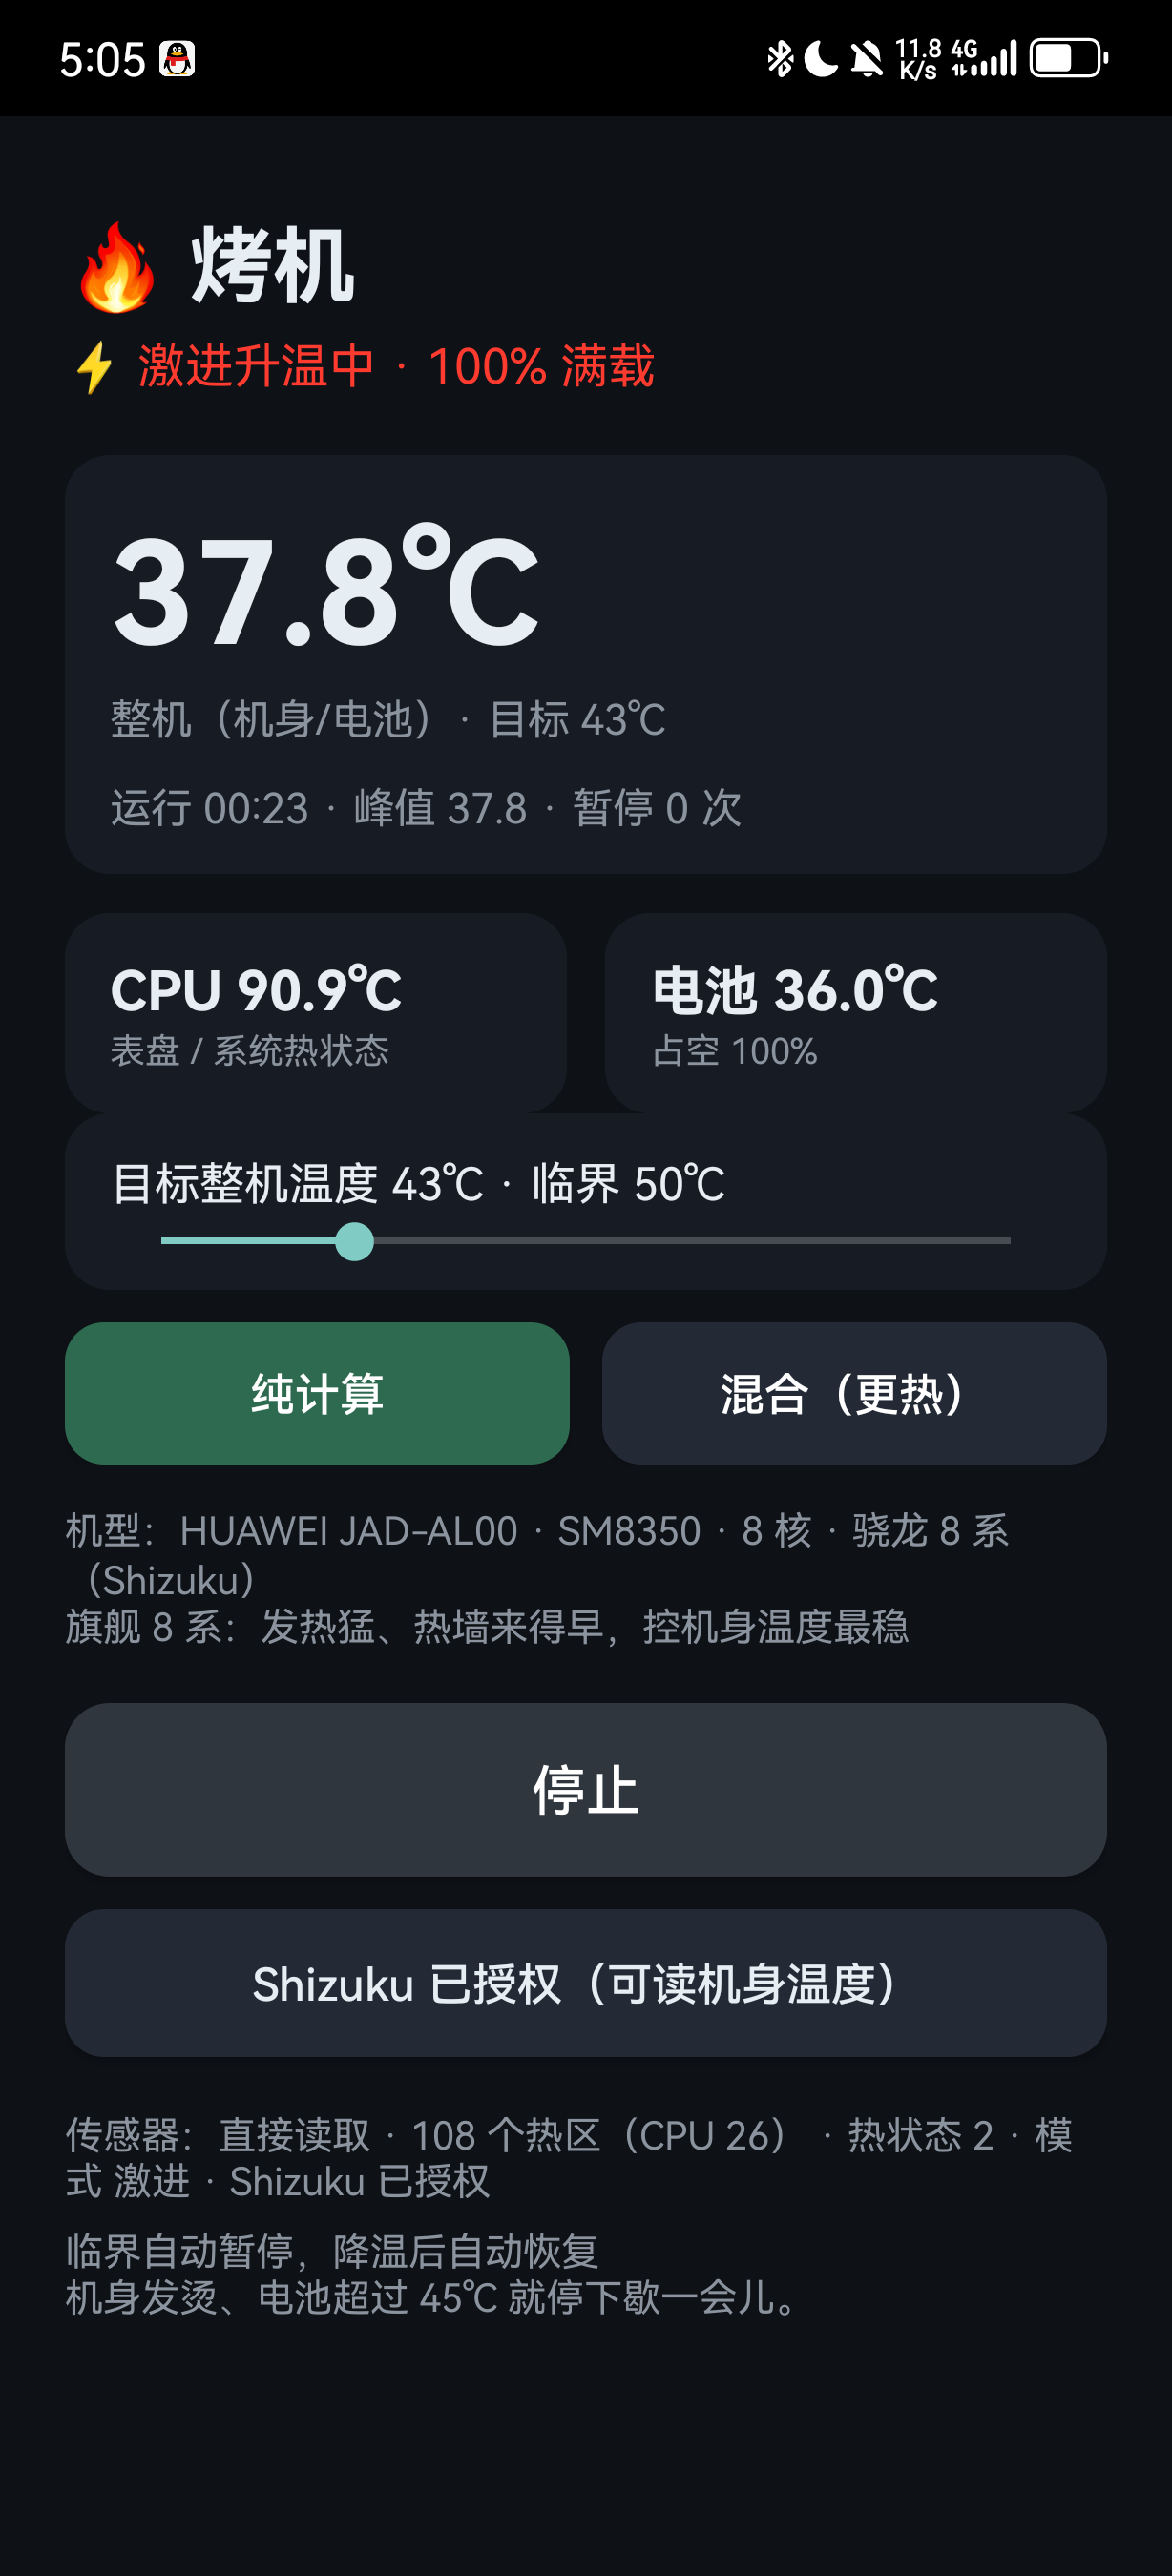 5:05
11.8 K/s 4G
🔥 烤机
⚡ 激进升温中 · 100% 满载
37.8℃
整机（机身/电池） · 目标 43℃
运行 00:23 · 峰值 37.8 · 暂停 0 次
CPU 90.9℃
表盘 / 系统热状态
电池 36.0℃
占空 100%
目标整机温度 43℃ · 临界 50℃
纯计算
混合（更热）
机型：HUAWEI JAD-AL00 · SM8350 · 8 核 · 骁龙 8 系
（Shizuku）
旗舰 8 系：发热猛、热墙来得早，控机身温度最稳
停止
Shizuku 已授权（可读机身温度）
传感器：直接读取 · 108 个热区（CPU 26） · 热状态 2 · 模
式 激进 · Shizuku 已授权
临界自动暂停，降温后自动恢复
机身发烫、电池超过 45℃ 就停下歇一会儿。